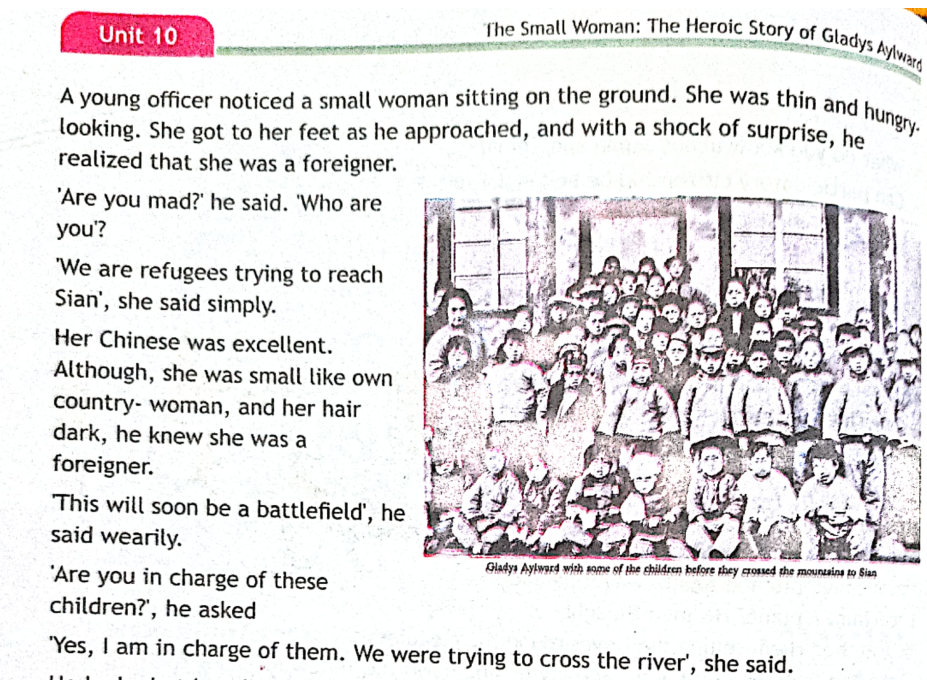 Unit 10
The Small Woman: The Heroic Story of Gladys Aylward
A young officer noticed a small woman sitting on the ground. She was thin and hungry-
looking. She got to her feet as he approached, and with a shock of surprise, he
realized that she was a foreigner.
'Are you mad?' he said. 'Who are
you'?
'We are refugees trying to reach
Sian', she said simply.
Her Chinese was excellent.
Although, she was small like own
country- woman, and her hair
dark, he knew she was a
foreigner.
'This will soon be a battlefield', he
said wearily.
'Are you in charge of these
children?', he asked
'Yes, I am in charge of them. We were trying to cross the river', she said.
Gladys Aylward with some of the children before they crossed the mountains to Sian